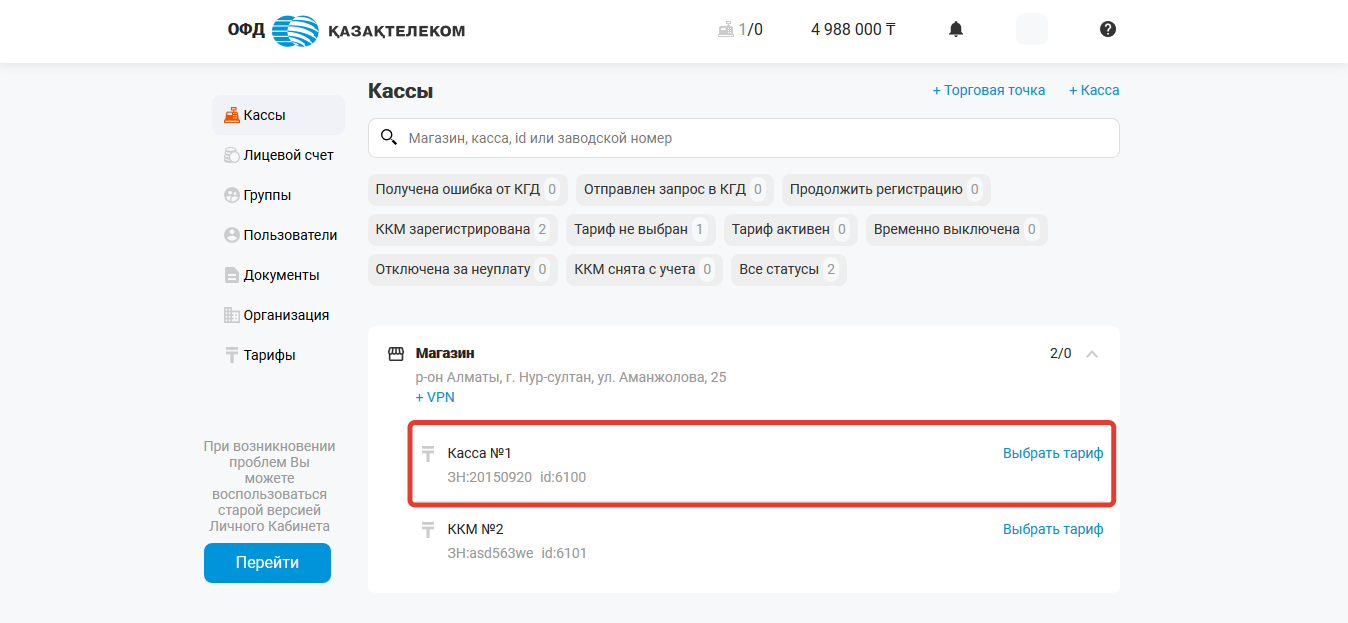 ОФД ҚАЗАҚТЕЛЕКОМ 1/0 4 988 000 ₸
Кассы
Лицевой счет
Группы
Пользователи
Документы
Организация
Тарифы
При возникновении
проблем Вы
можете
воспользоваться
старой версией
Личного Кабинета
Перейти
Кассы + Торговая точка + Касса
Магазин, касса, id или заводской номер
Получена ошибка от КГД 0 Отправлен запрос в КГД 0 Продолжить регистрацию 0
ККМ зарегистрирована 2 Тариф не выбран 1 Тариф активен 0 Временно выключена 0
Отключена за неуплату 0 ККМ снята с учета 0 Все статусы 2
Магазин 2/0
р-он Алматы, г. Нур-султан, ул. Аманжолова, 25
+ VPN
Касса №1 Выбрать тариф
ЗН:20150920 id:6100
ККМ №2 Выбрать тариф
ЗН:asd563we id:6101